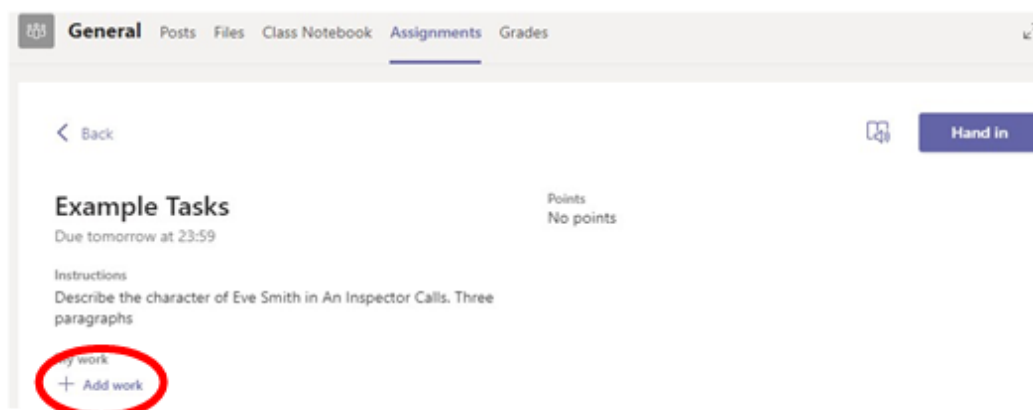 General Posts Files Class Notebook Assignments Grades
Back
Hand in
Example Tasks
Due tomorrow at 23:59
Points
No points
Instructions
Describe the character of Eve Smith in An Inspector Calls. Three
paragraphs
My work
+ Add work